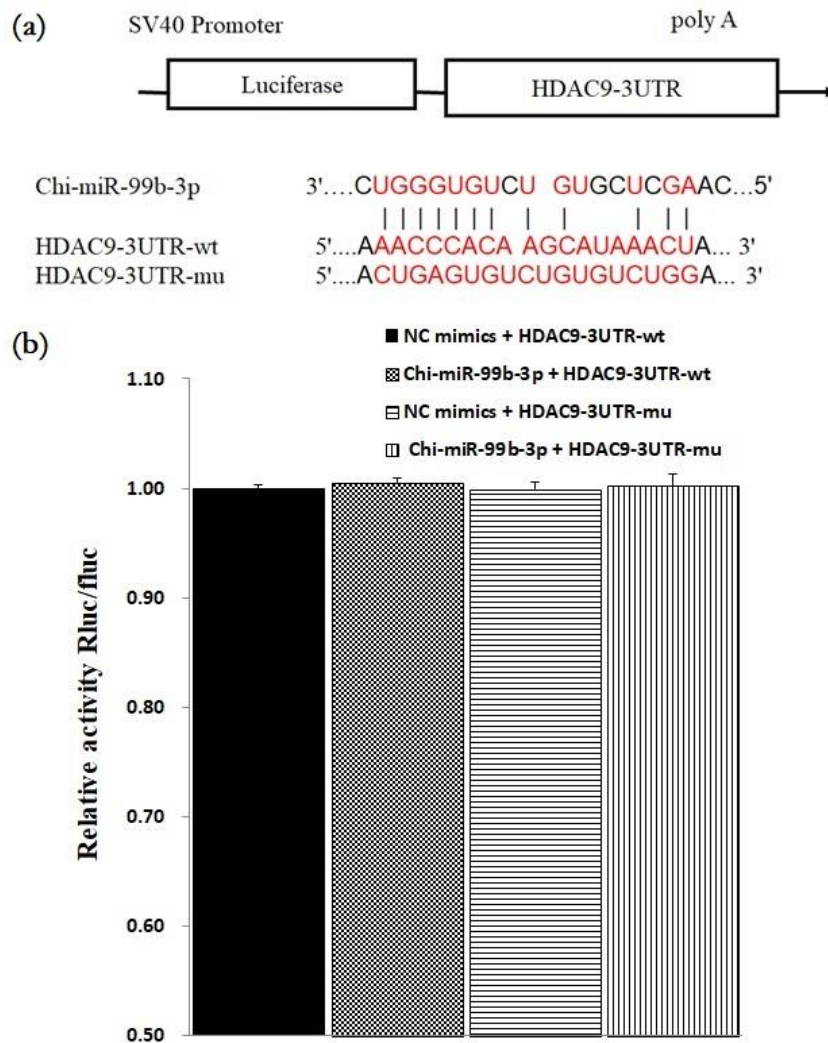 (a)
SV40 Promoter poly A
Luciferase HDAC9-3UTR
Chi-miR-99b-3p 3'....CUGGGUGUCU GUGCUCGAAC...5'
HDAC9-3UTR-wt 5'....AAACCCACA AGCAUAAACUA... 3'
HDAC9-3UTR-mu 5'....ACUGAGUGUCUGUGUCUGGA... 3'
(b)
NC mimics + HDAC9-3UTR-wt
Chi-miR-99b-3p + HDAC9-3UTR-wt
NC mimics + HDAC9-3UTR-mu
Chi-miR-99b-3p + HDAC9-3UTR-mu
Relative activity Rluc/fluc
1.10
1.00
0.90
0.80
0.70
0.60
0.50